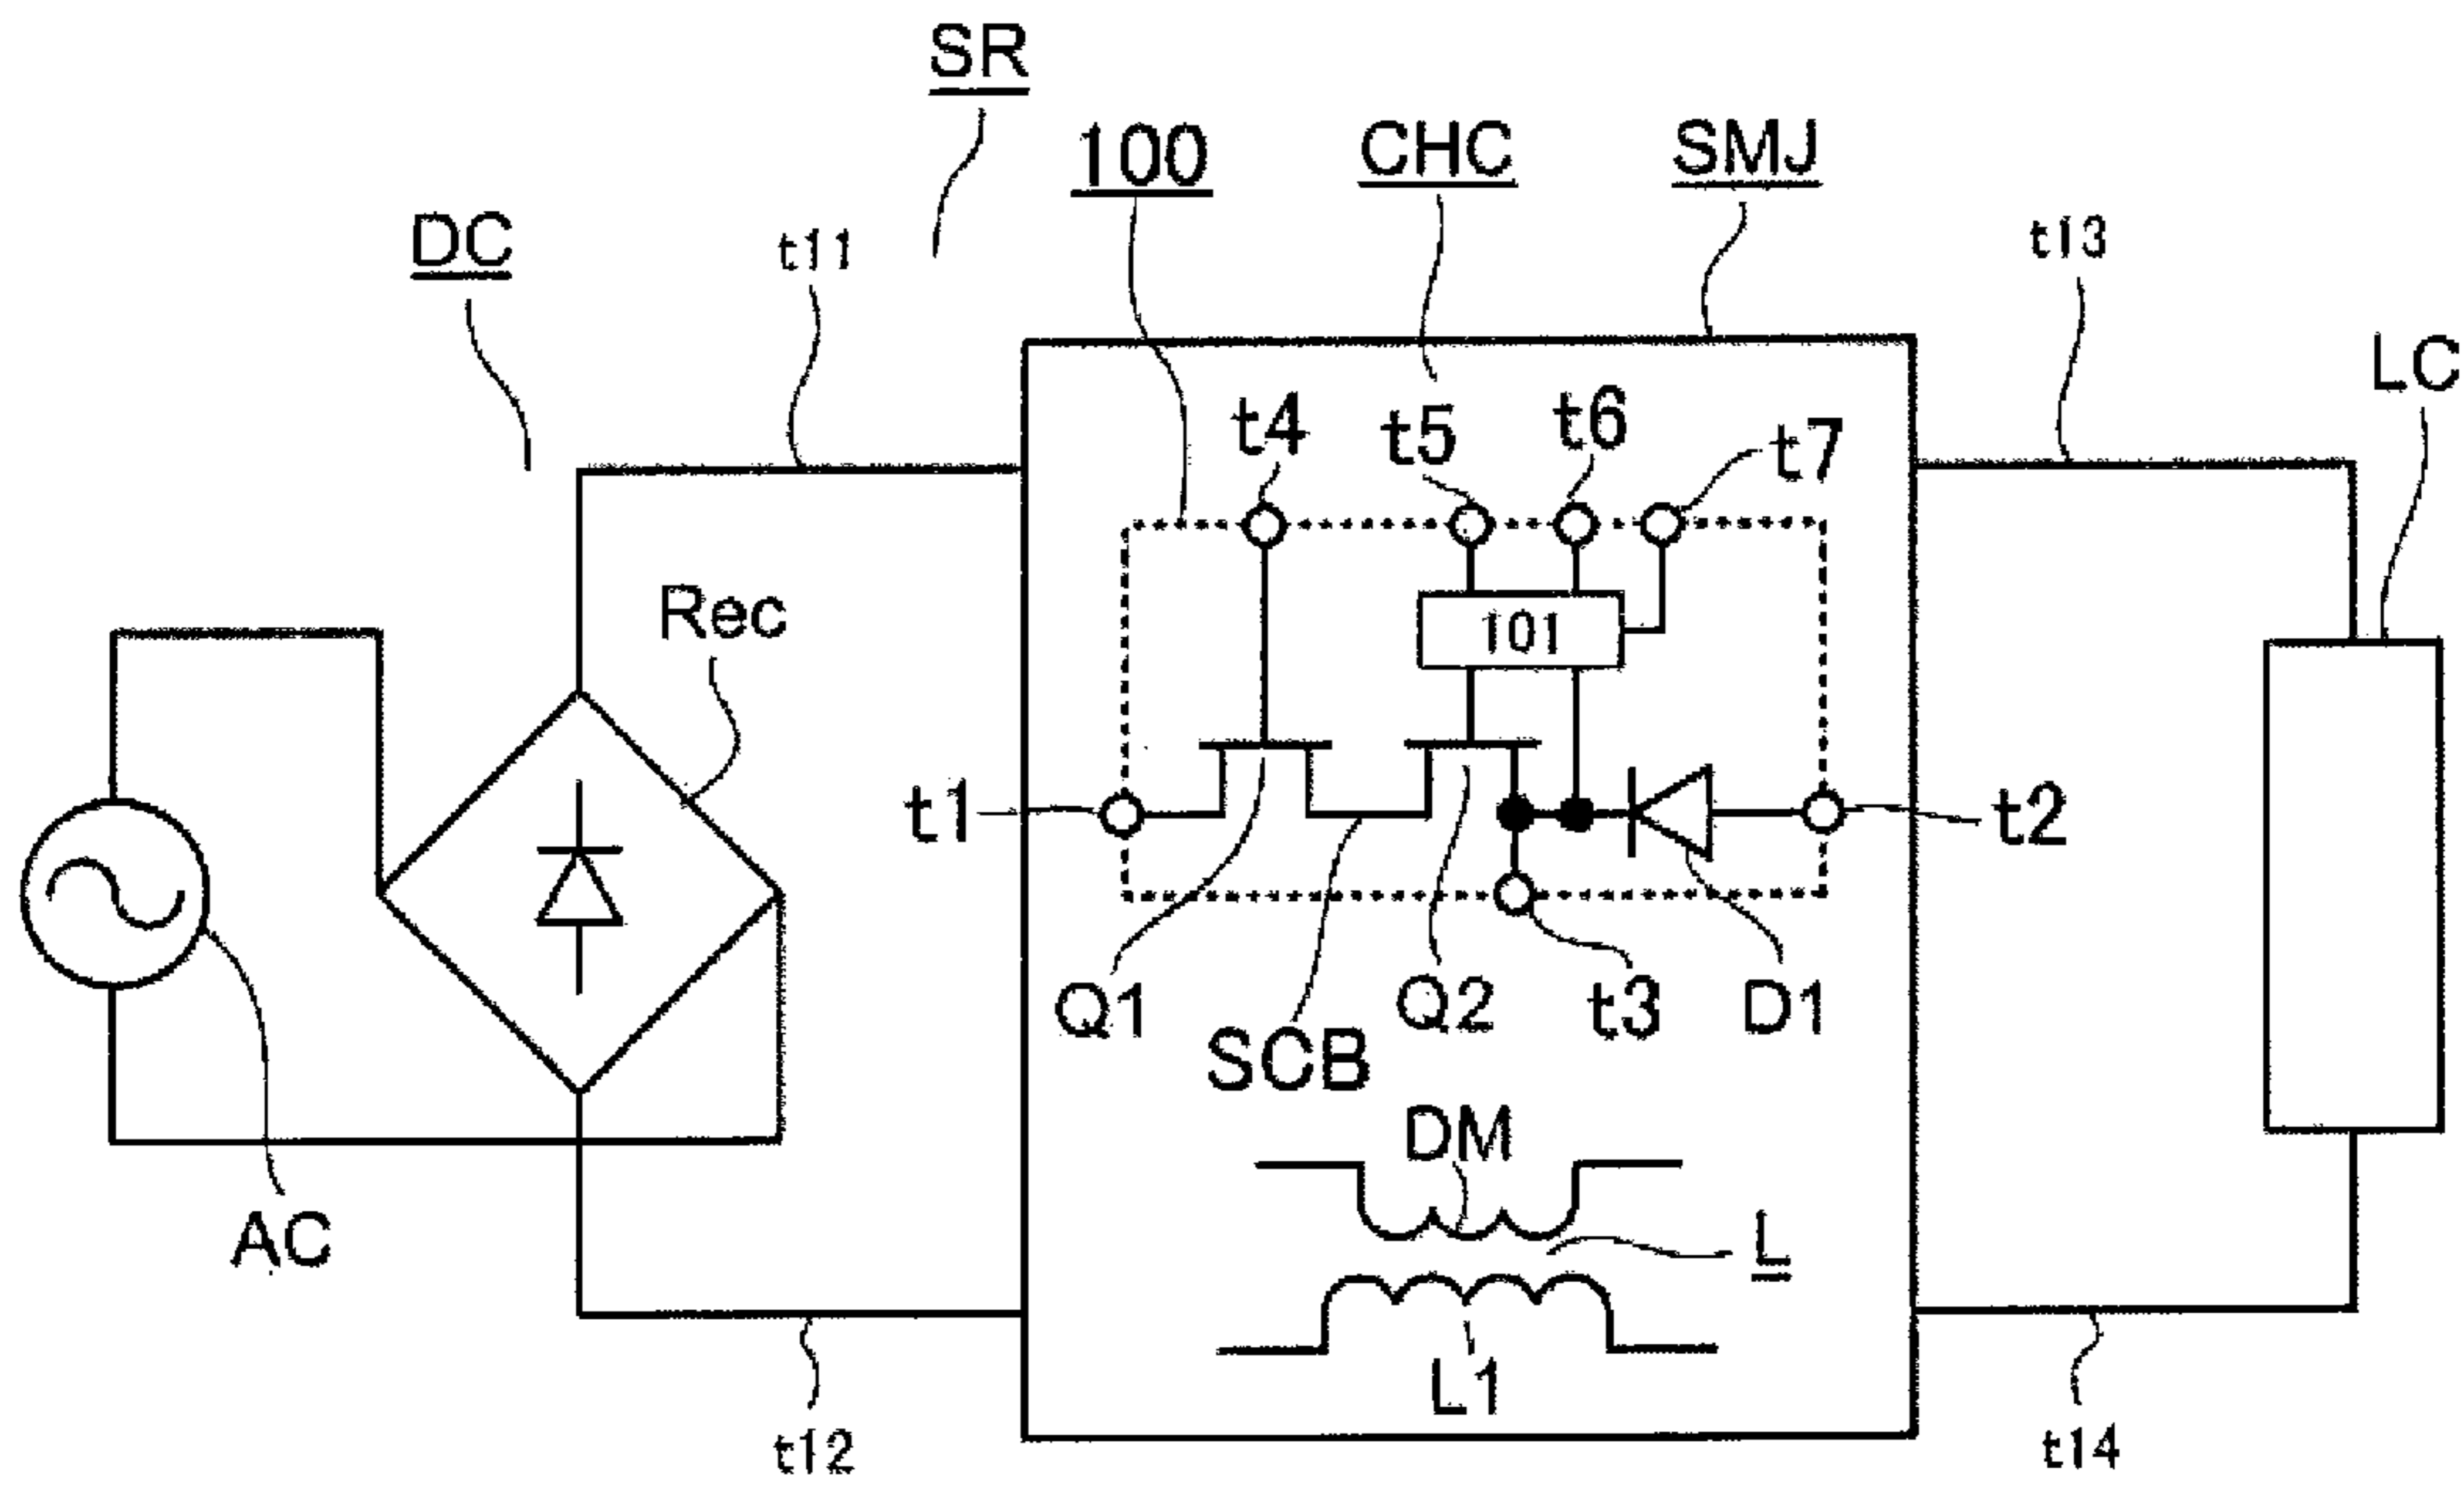 SR
100
CHC
SMJ
DC
t11
t13
LC
t4
t5
t6
t7
Rec
101
t1
t2
Q1
SCB
Q2
t3
D1
DM
AC
L
L1
t12
t14